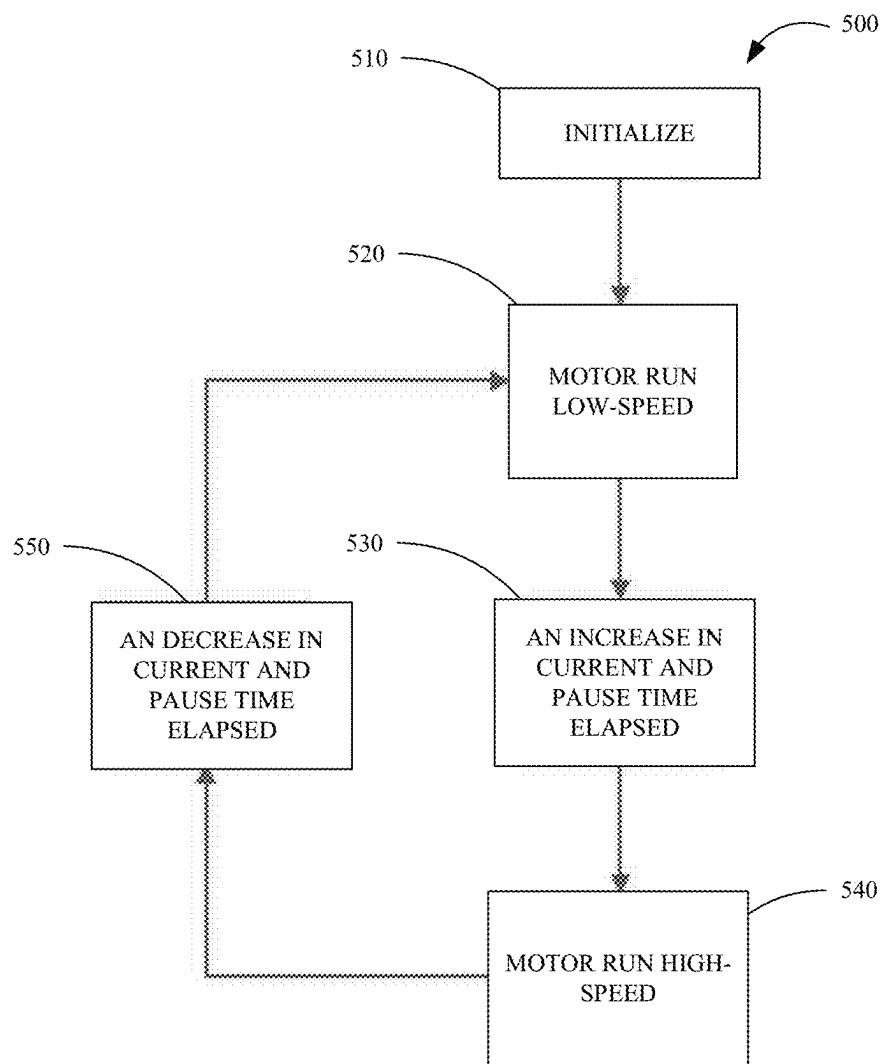 500
510
INITIALIZE
520
MOTOR RUN
LOW-SPEED
550
530
AN DECREASE IN
CURRENT AND
PAUSE TIME
ELAPSED
AN INCREASE IN
CURRENT AND
PAUSE TIME
ELAPSED
540
MOTOR RUN HIGH-
SPEED